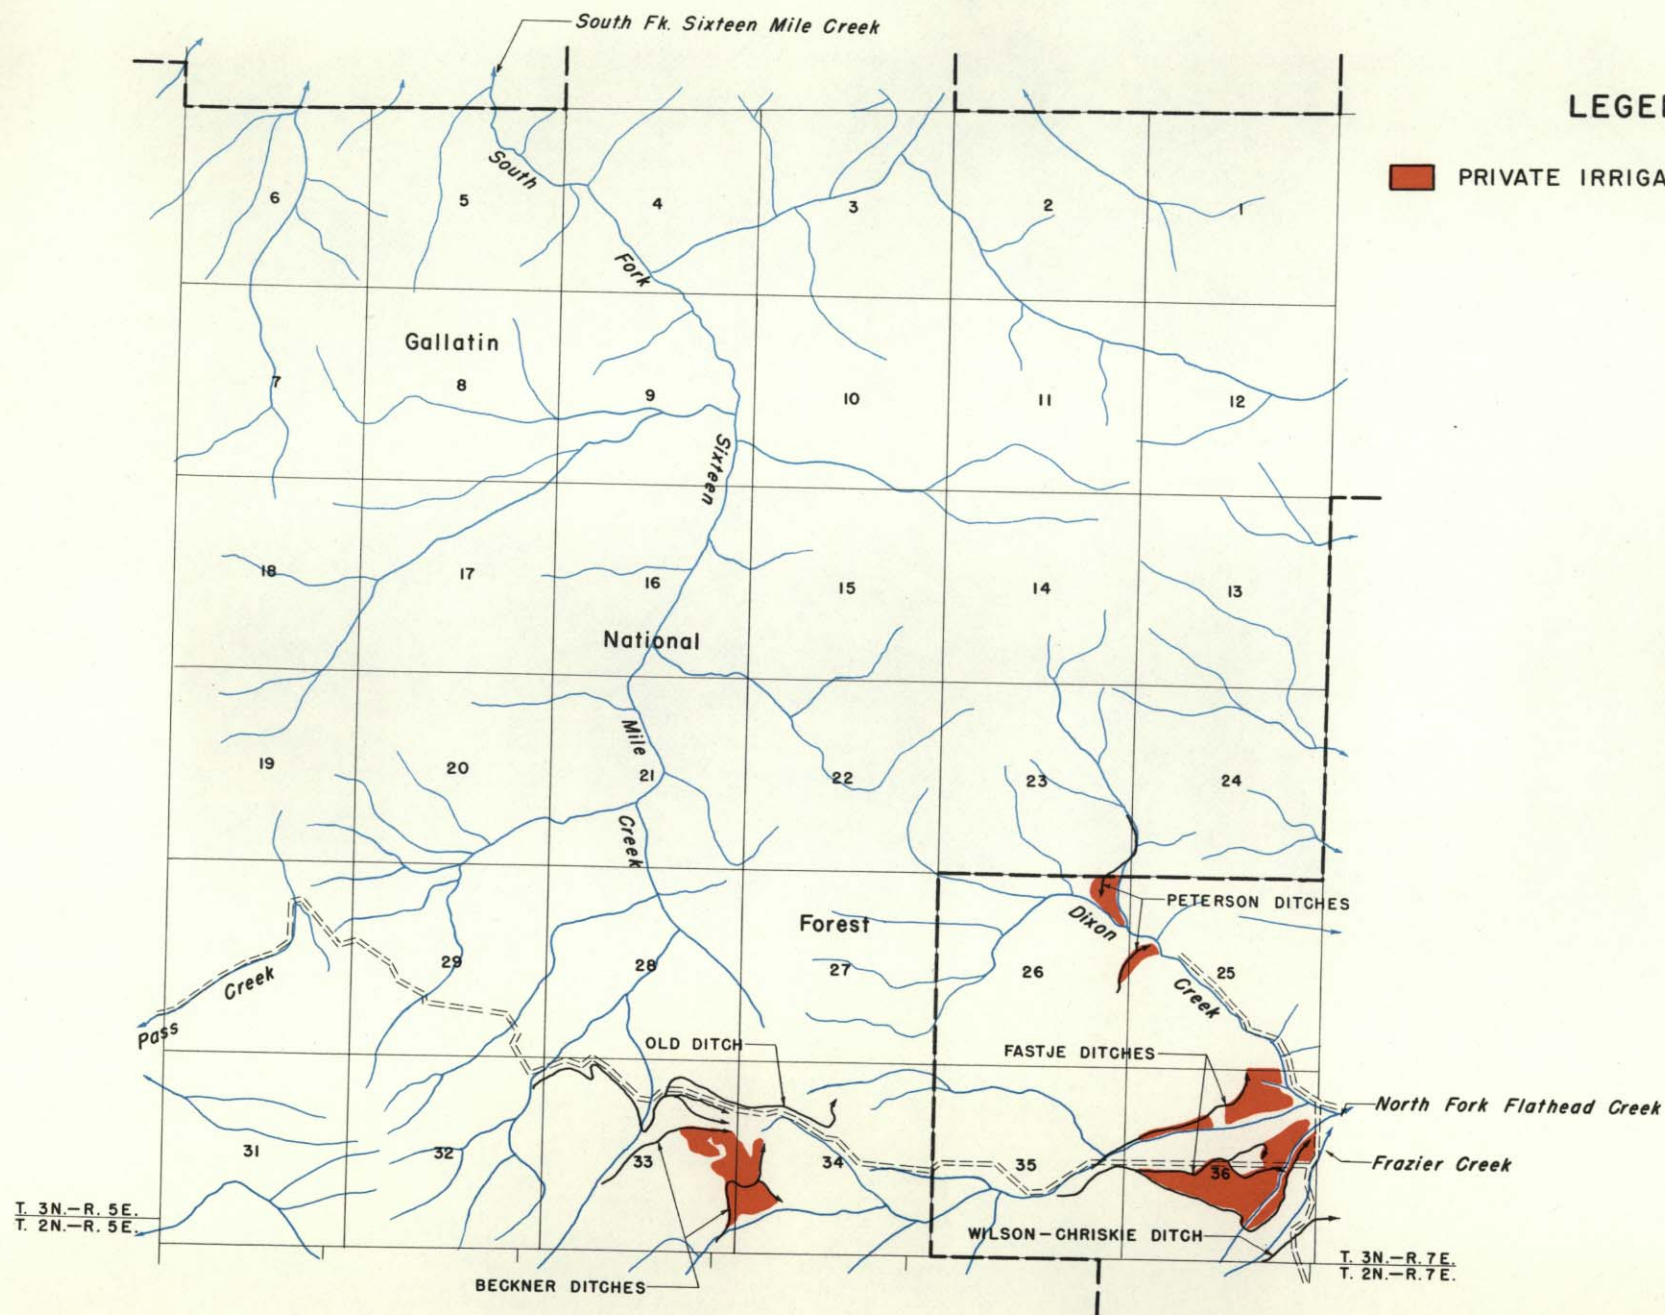 South Fk. Sixteen Mile Creek
PRIVATE IRRIGA
South
6
5
4
3
2
1
Fork
Gallatin
7
8
9
10
11
12
Sixteen
18
17
16
15
14
13
National
Mile
19
20
21
22
23
24
Creek
PETERSON DITCHES
Dixon
Forest
29
28
27
26
25
Creek
Creek
Pass
OLD DITCH
FASTJE DITCHES
North Fork Flathead Creek
31
32
33
34
35
36
Frazier Creek
T. 3N.–R. 5E.
T. 2N.–R. 5E.
WILSON–CHRISKIE DITCH
T. 3N.–R. 7E.
T. 2N.–R. 7E.
BECKNER DITCHES